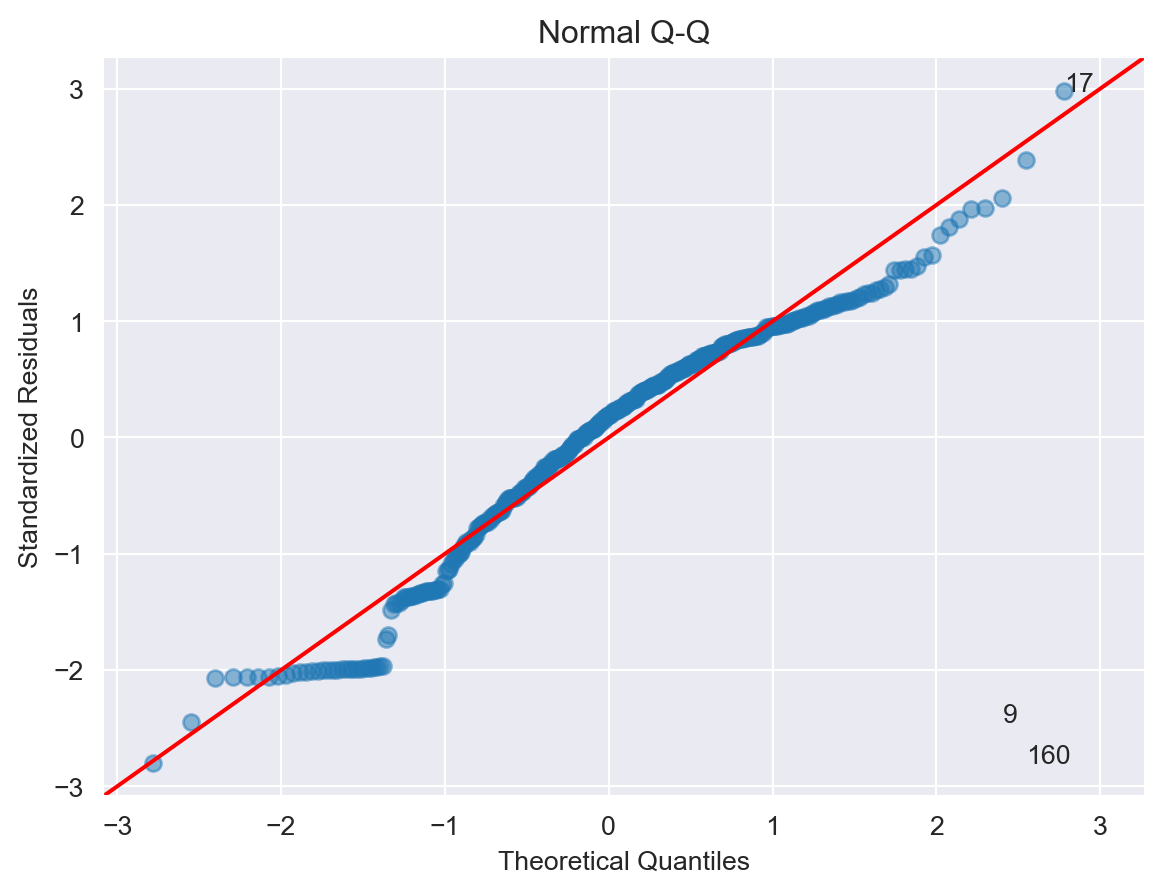 Normal Q-Q
Standardized Residuals
3
2
1
0
−1
−2
−3
17
9
160
−3 −2 −1 0 1 2 3
Theoretical Quantiles